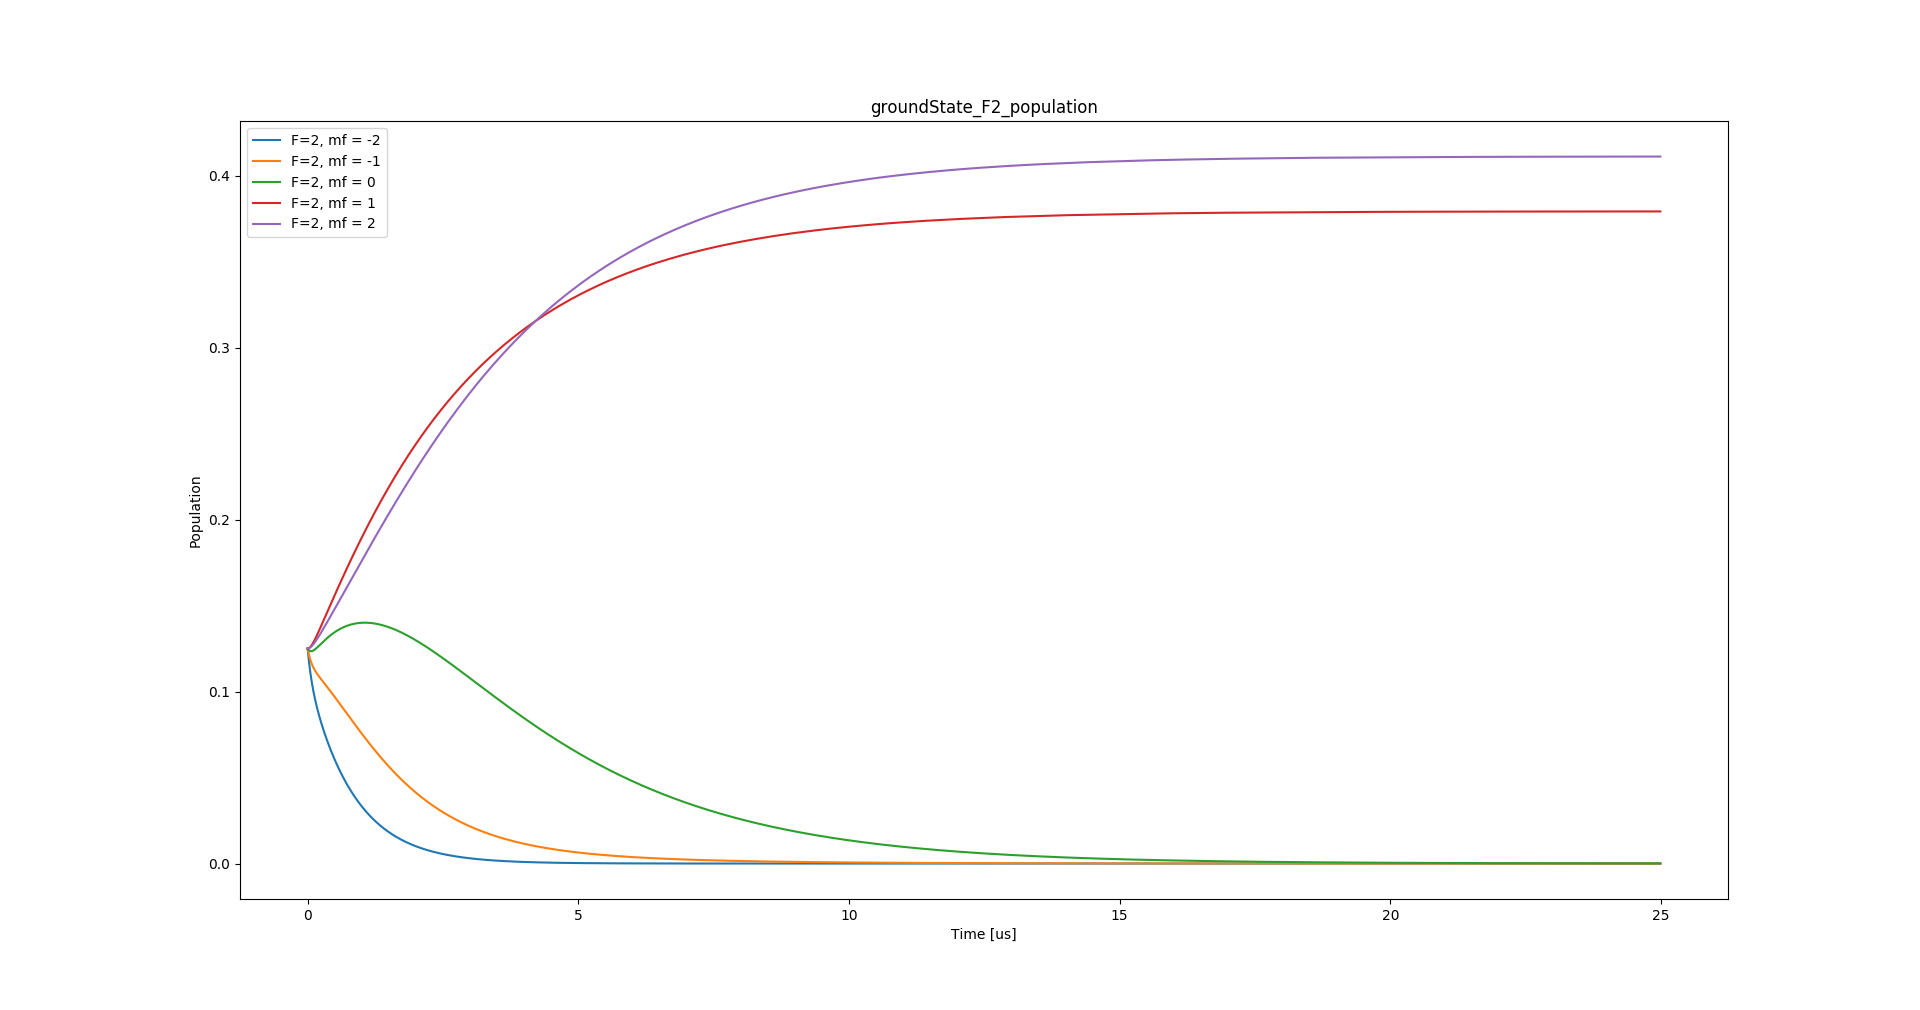 groundState_F2_population
F=2, mf = -2
F=2, mf = -1
F=2, mf = 0
F=2, mf = 1
F=2, mf = 2
0.4
0.3
0.2
0.1
0.0
Population
0 5 10 15 20 25
Time [us]